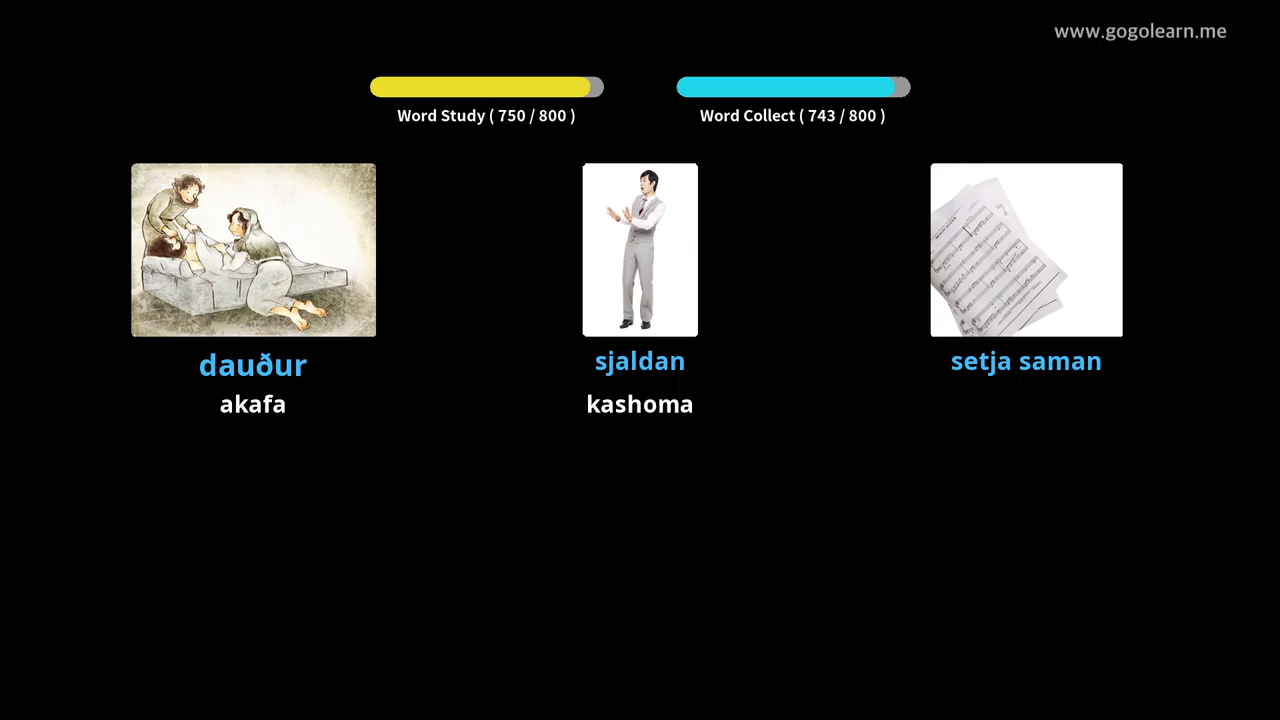 www.gogolearn.me
Word Study ( 750 / 800 )
Word Collect ( 743 / 800 )
dauður
akafa
sjaldan
kashoma
setja saman